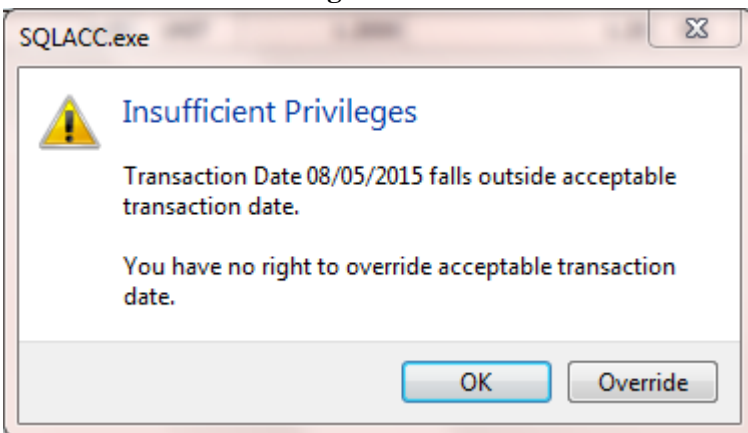 SQLACC.exe
Insufficient Privileges
Transaction Date 08/05/2015 falls outside acceptable
transaction date.
You have no right to override acceptable transaction
date.
OK Override